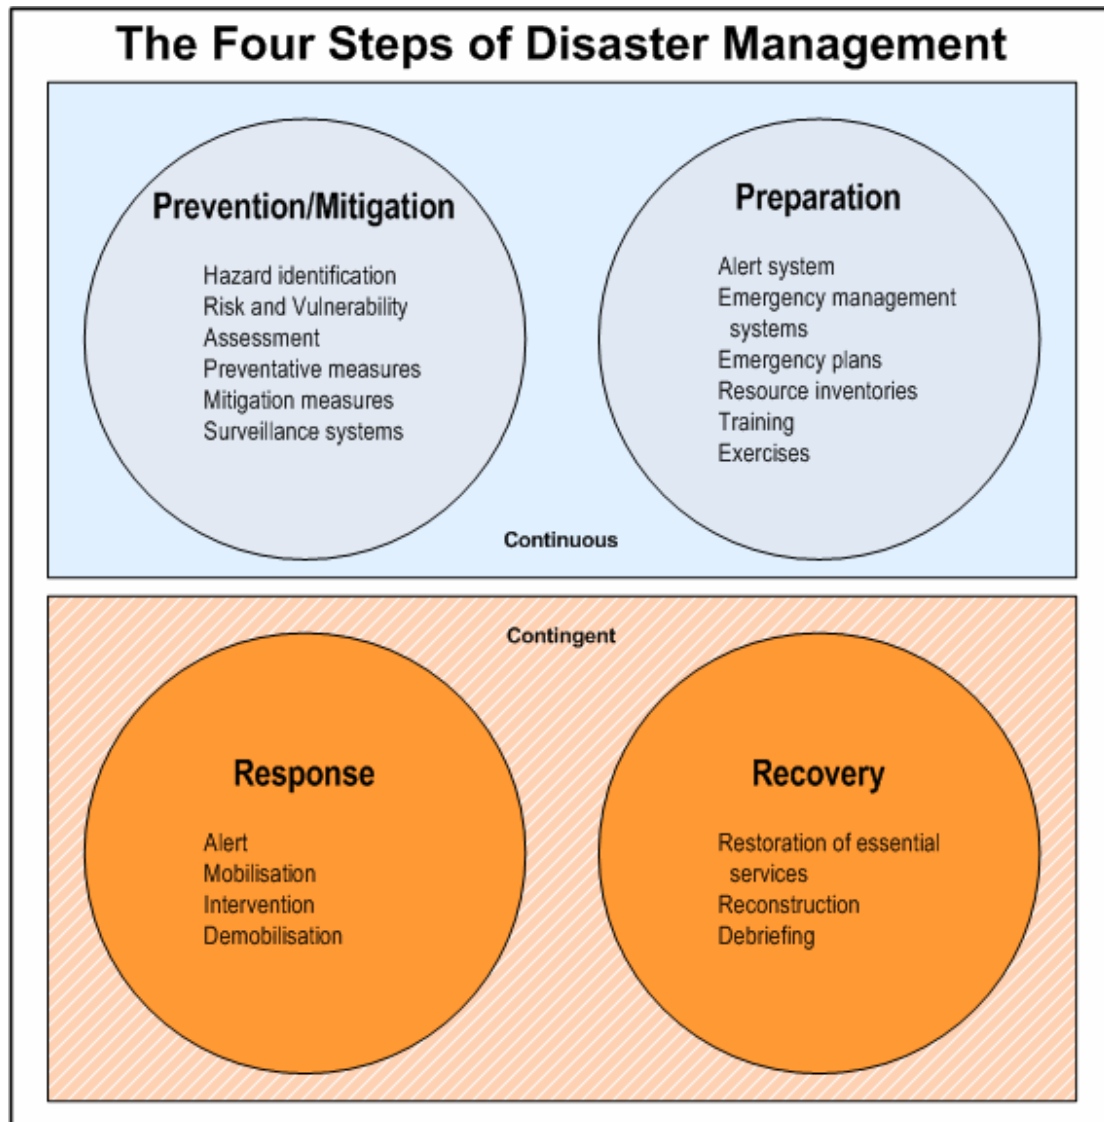 The Four Steps of Disaster Management
Prevention/Mitigation
Hazard identification
Risk and Vulnerability
Assessment
Preventative measures
Mitigation measures
Surveillance systems
Preparation
Alert system
Emergency management
systems
Emergency plans
Resource inventories
Training
Exercises
Continuous
Contingent
Response
Alert
Mobilisation
Intervention
Demobilisation
Recovery
Restoration of essential
services
Reconstruction
Debriefing